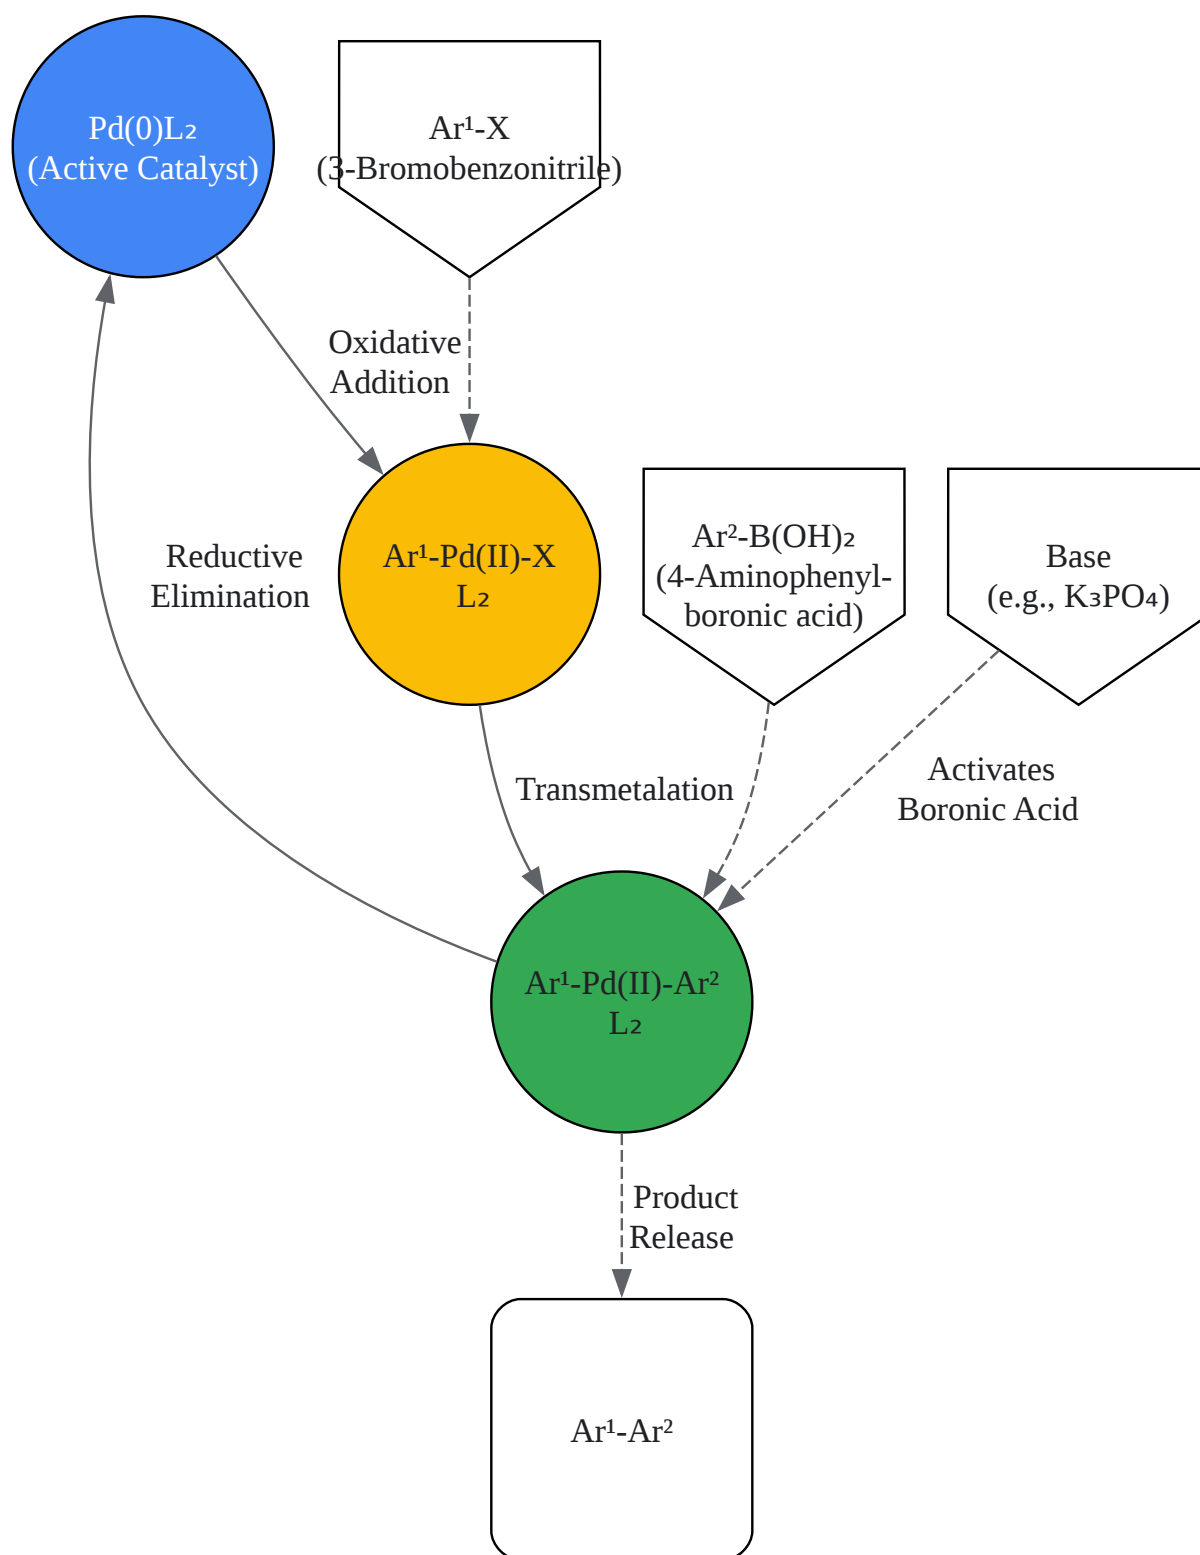 Pd(0)L₂
(Active Catalyst)
Ar¹-X
(3-Bromobenzonitrile)
Oxidative
Addition
Reductive
Elimination
Ar¹-Pd(II)-X
L₂
Ar²-B(OH)₂
(4-Aminophenyl-
boronic acid)
Base
(e.g., K₃PO₄)
Transmetalation
Activates
Boronic Acid
Ar¹-Pd(II)-Ar²
L₂
Product
Release
Ar¹-Ar²